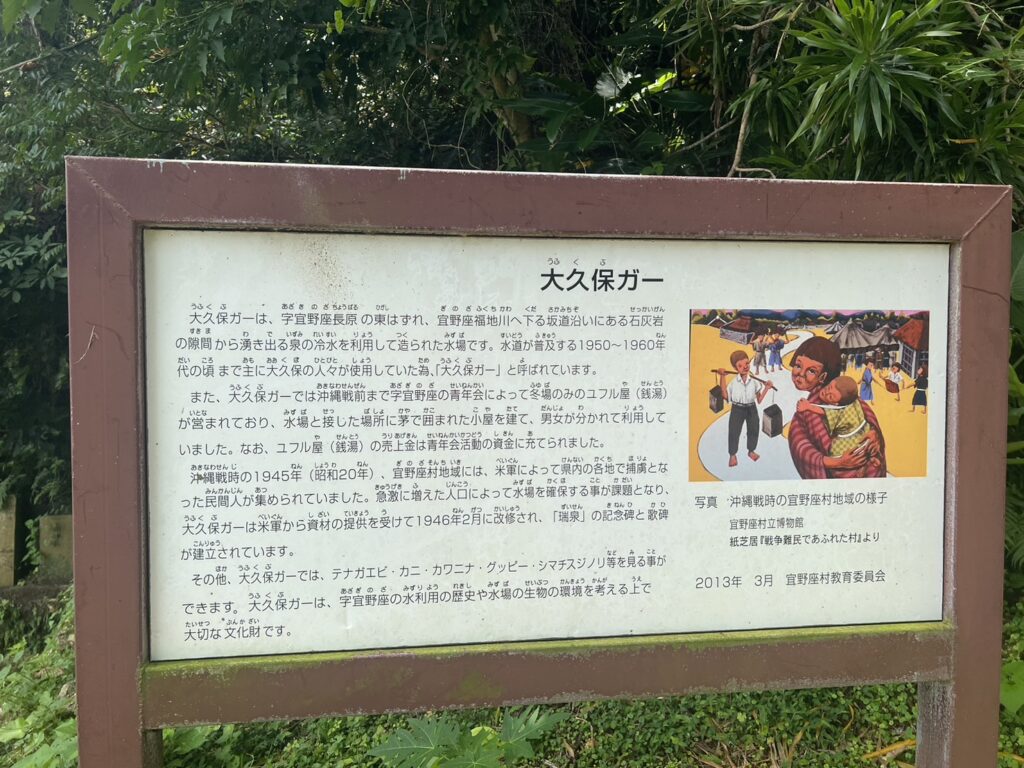 大久保ガー
大久保ガーは、字宜野座長原の東はずれ、宜野座福地川へ下る坂道沿いにある石灰岩
の隙間から湧き出る泉の冷水を利用して造られた水場です。水道が普及する1950～1960年
代の頃まで主に大久保の人々が使用していた為、「大久保ガー」と呼ばれています。
また、大久保ガーでは沖縄戦前まで字宜野座の青年会によって冬場のみのユフル屋（銭湯）
が営まれており、水場と接した場所に茅で囲まれた小屋を建て、男女が分かれて利用して
いました。なお、ユフル屋（銭湯）の売上金は青年会活動の資金に充てられました。
沖縄戦時の1945年（昭和20年）、宜野座村地域には、米軍によって県内の各地で捕虜とな
った民間人が集められていました。急激に増えた人口によって水場を確保する事が課題となり、
大久保ガーは米軍から資材の提供を受けて1946年2月に改修され、「瑞泉」の記念碑と歌碑
が建立されています。
その他、大久保ガーでは、テナガエビ・カニ・カワニナ・グッピー・シマチスジノリ等を見る事が
できます。大久保ガーは、字宜野座の水利用の歴史や水場の生物の環境を考える上で
大切な文化財です。
写真　沖縄戦時の宜野座村地域の様子
宜野座村立博物館
紙芝居『戦争難民であふれた村』より
2013年　3月　宜野座村教育委員会